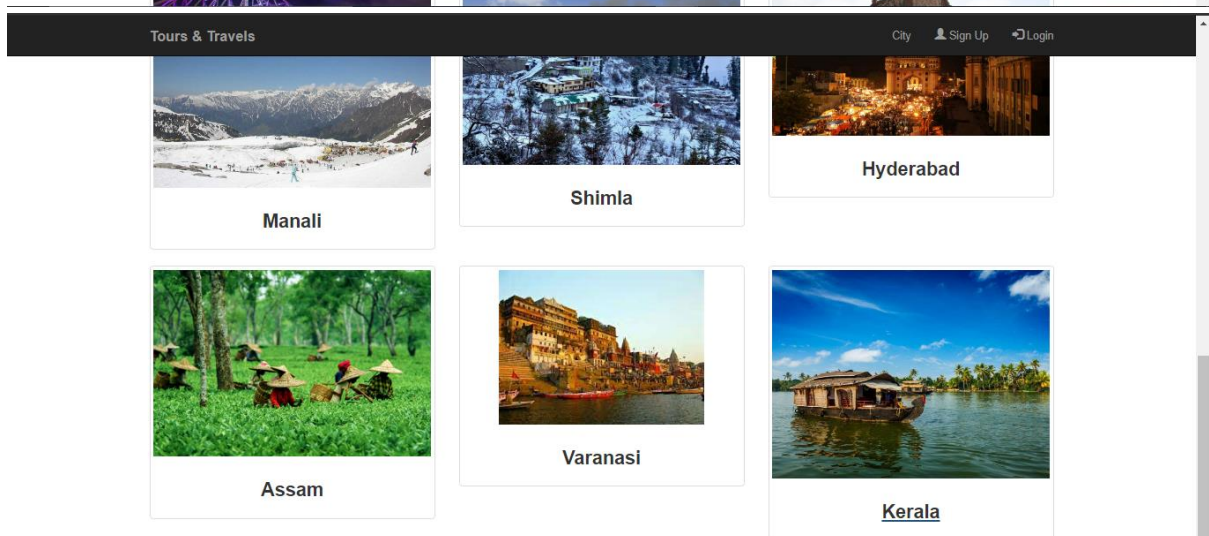 Tours & Travels City Sign Up Login
Manali
Shimla
Hyderabad
Assam
Varanasi
Kerala